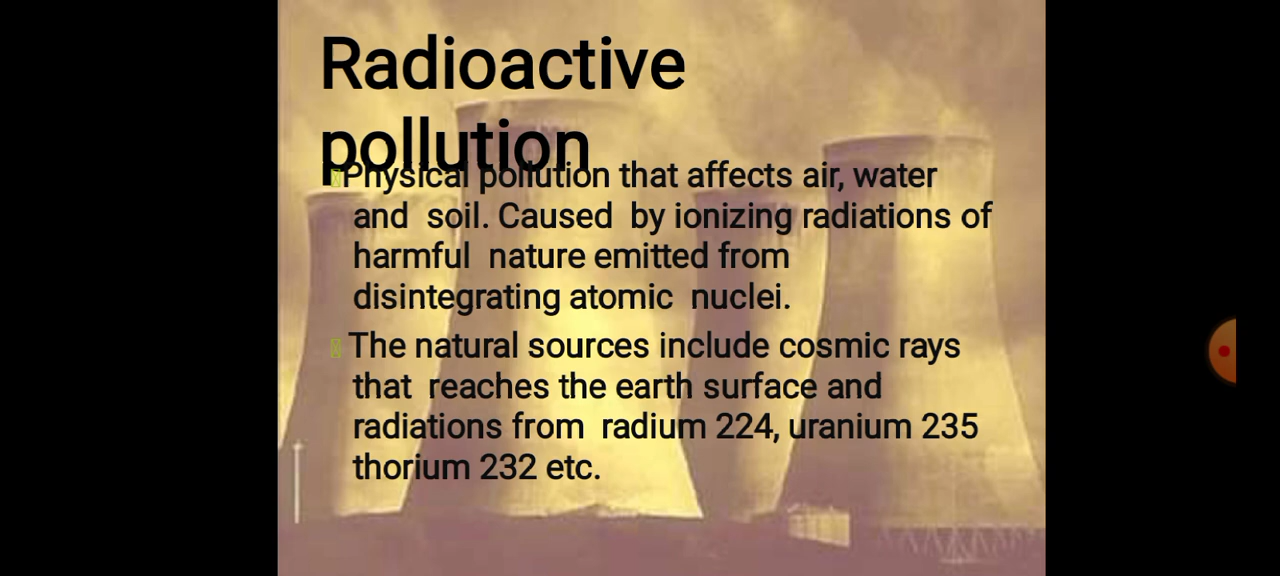 Radioactive
pollution
Physical pollution that affects air, water
and soil. Caused by ionizing radiations of
harmful nature emitted from
disintegrating atomic nuclei.
The natural sources include cosmic rays
that reaches the earth surface and
radiations from radium 224, uranium 235
thorium 232 etc.